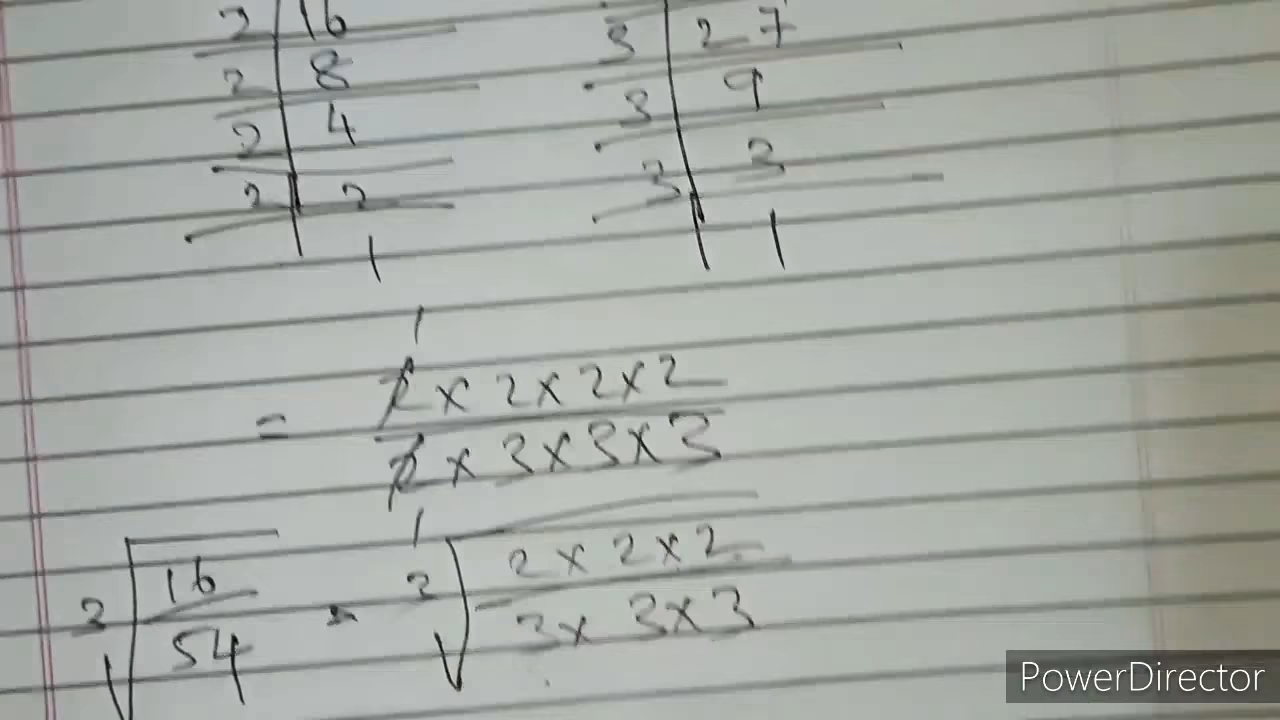 2 | 16    3 | 27
2 | 8    3 | 9
2 | 4    3 | 3
2 | 2
1    1
1
= 2 × 2 × 2 × 2
2 × 3 × 3 × 3
1
3√16/54 = 3√2 × 2 × 2 / 3 × 3 × 3
PowerDirector